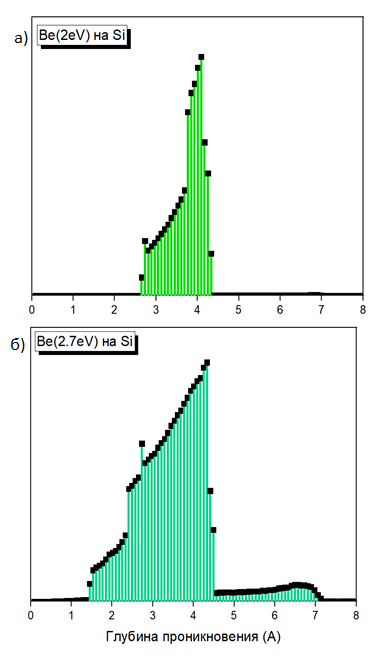 а)
Be(2eV) на Si
0 1 2 3 4 5 6 7 8
б)
Be(2.7eV) на Si
0 1 2 3 4 5 6 7 8
Глубина проникновения (А)